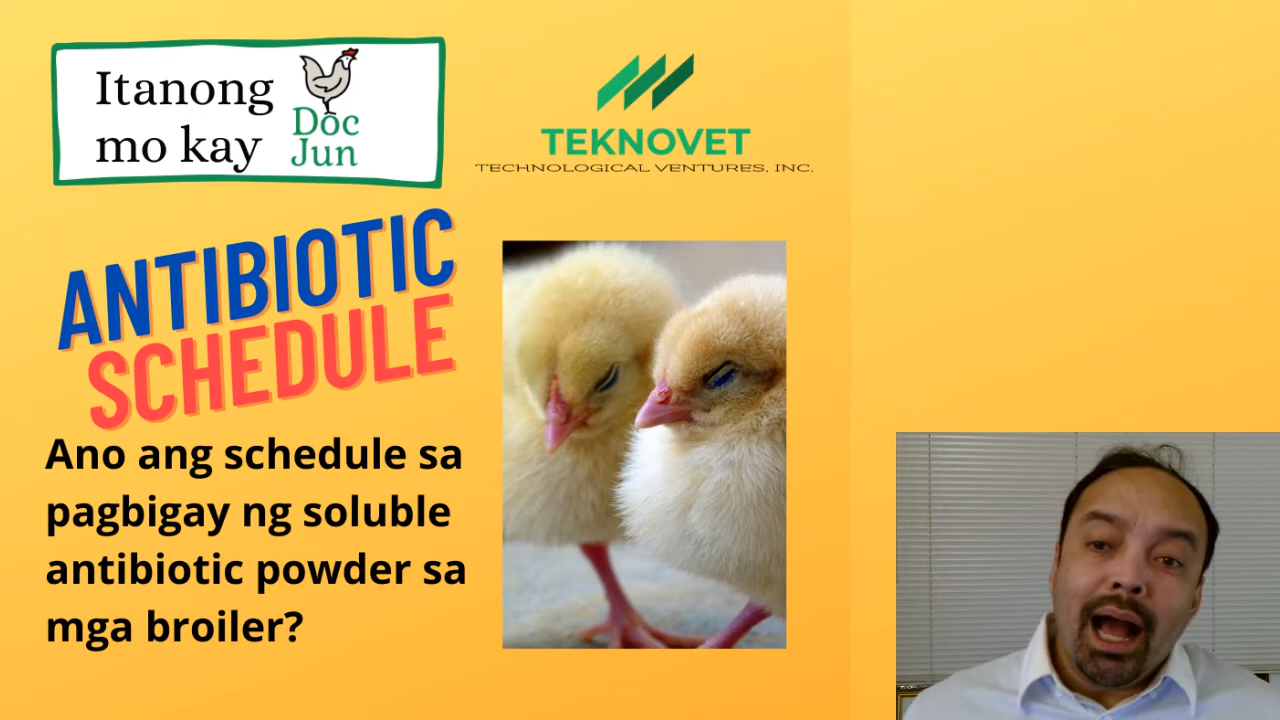 Itanong
mo kay
Doc
Jun
TEKNOVET
TECHNOLOGICAL VENTURES, INC.
ANTIBIOTIC
SCHEDULE
Ano ang schedule sa
pagbigay ng soluble
antibiotic powder sa
mga broiler?